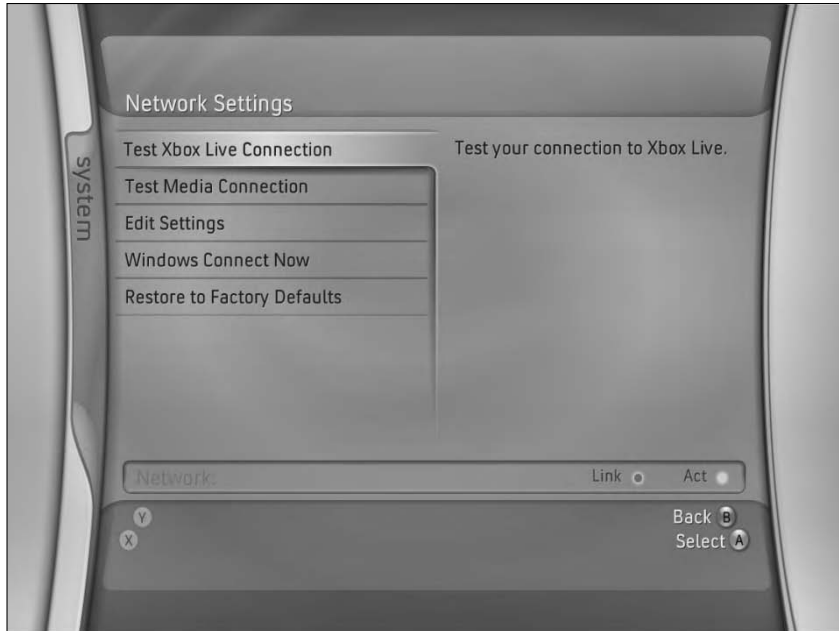 Network Settings
system
Test Xbox Live Connection
Test your connection to Xbox Live.
Test Media Connection
Edit Settings
Windows Connect Now
Restore to Factory Defaults
Network:
Link
Act
Y
Back B
X
Select A